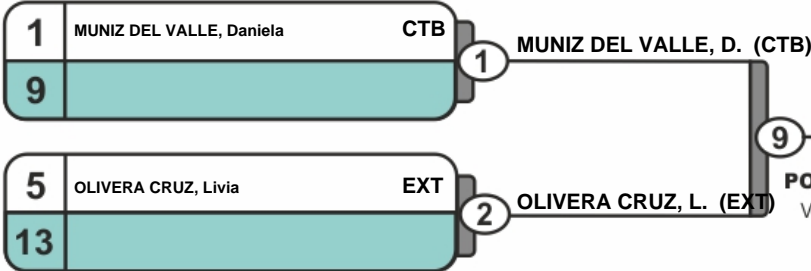 1 MUNIZ DEL VALLE, Daniela CTB
9
1
MUNIZ DEL VALLE, D. (CTB)
9
5 OLIVERA CRUZ, Livia EXT
13
2
OLIVERA CRUZ, L. (EXT)
PO
V